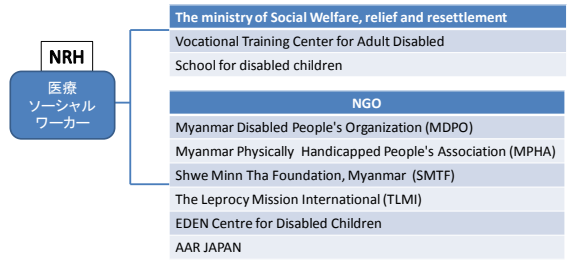 NRH
医療
ソーシャル
ワーカー
The ministry of Social Welfare, relief and resettlement
Vocational Training Center for Adult Disabled
School for disabled children
NGO
Myanmar Disabled People's Organization (MDPO)
Myanmar Physically Handicapped People's Association (MPHA)
Shwe Minn Tha Foundation, Myanmar (SMTF)
The Leprocy Mission International (TLMI)
EDEN Centre for Disabled Children
AAR JAPAN